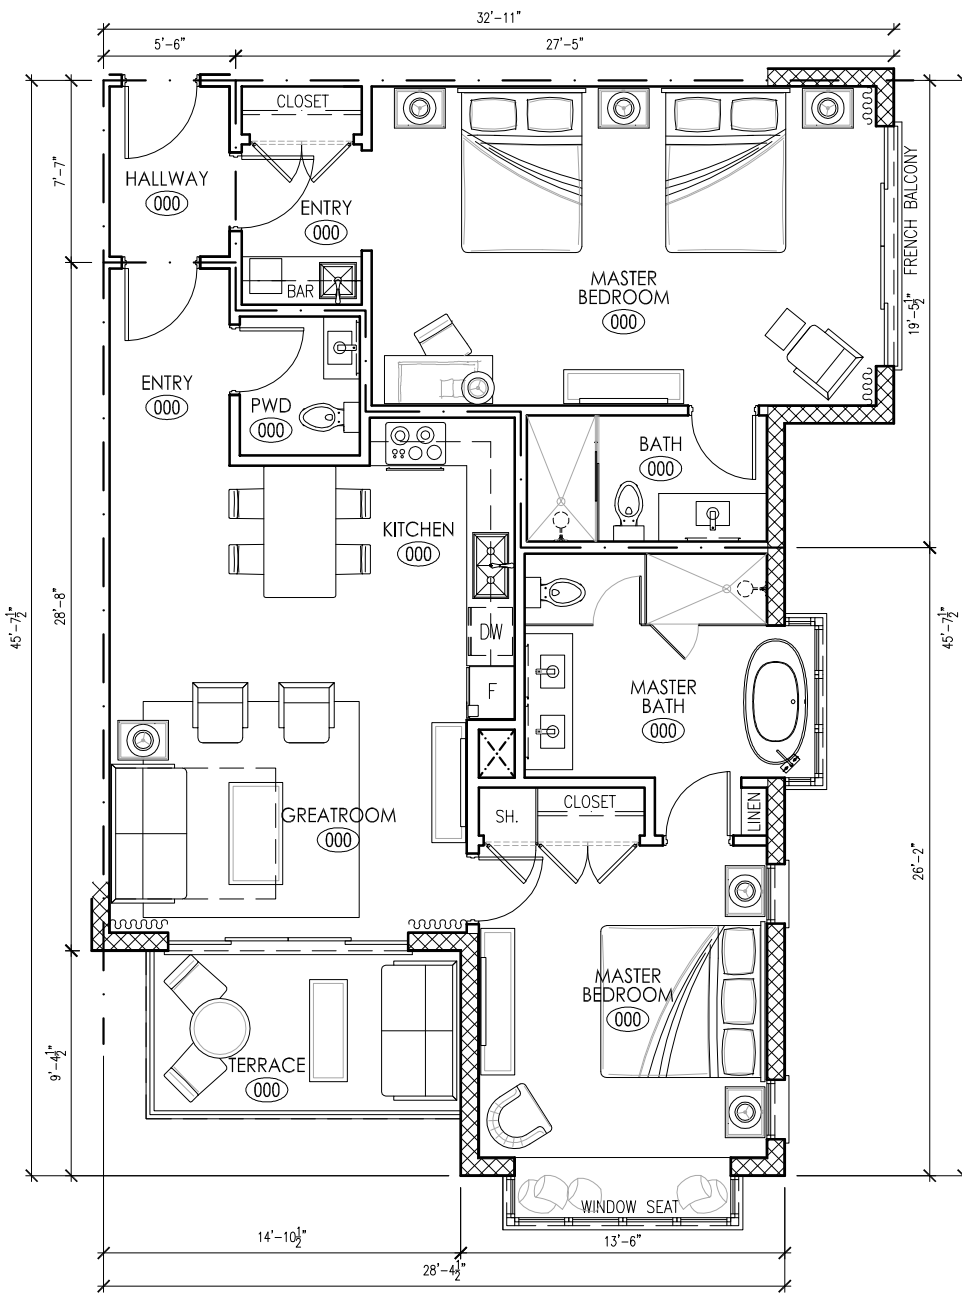 32'-11"
5'-6"
27'-5"
CLOSET
HALLWAY
000
7'-7"
ENTRY
000
FRENCH BALCONY
BAR
MASTER
BEDROOM
000
19'-5½"
ENTRY
000
PWD
000
BATH
000
KITCHEN
000
28'-8"
45'-7½"
45'-7½"
DW
F
MASTER
BATH
000
GREATROOM
000
SH.
CLOSET
LINEN
26'-2"
MASTER
BEDROOM
000
9'-4½"
TERRACE
000
WINDOW SEAT
14'-10½"
13'-6"
28'-4½"